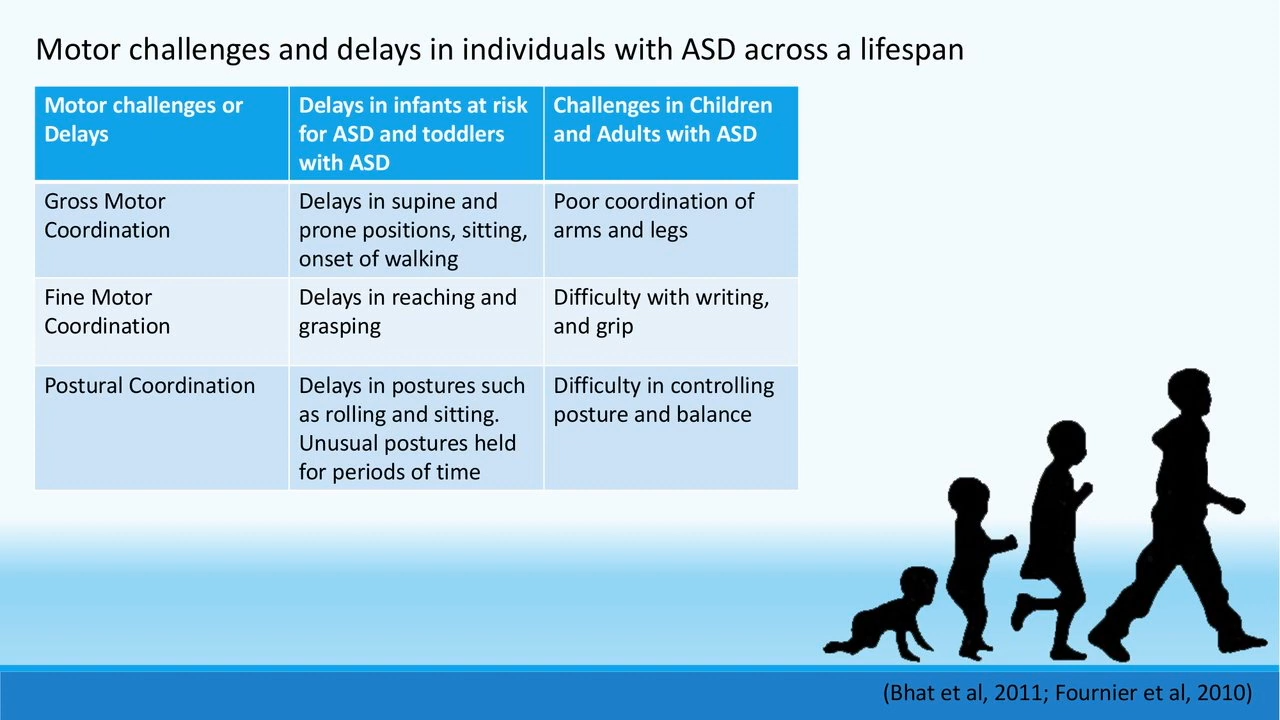 Motor challenges and delays in individuals with ASD across a lifespan
Motor challenges or
Delays
Delays in infants at risk
for ASD and toddlers
with ASD
Challenges in Children
and Adults with ASD
Gross Motor
Coordination
Delays in supine and
prone positions, sitting,
onset of walking
Poor coordination of
arms and legs
Fine Motor
Coordination
Delays in reaching and
grasping
Difficulty with writing,
and grip
Postural Coordination
Delays in postures such
as rolling and sitting.
Unusual postures held
for periods of time
Difficulty in controlling
posture and balance
(Bhat et al, 2011; Fournier et al, 2010)